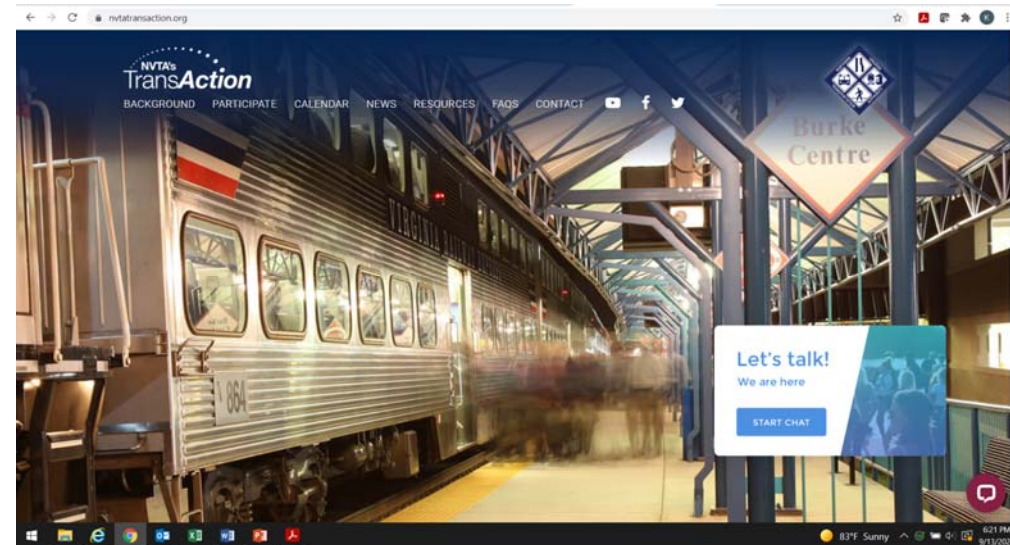 nvtatransaction.org
NVTA's
TransAction
BACKGROUND PARTICIPATE CALENDAR NEWS RESOURCES FAQS CONTACT
Burke
Centre
VIRGINIA RAILWAY
864
Let's talk!
We are here
START CHAT
83°F Sunny
6:21 PM